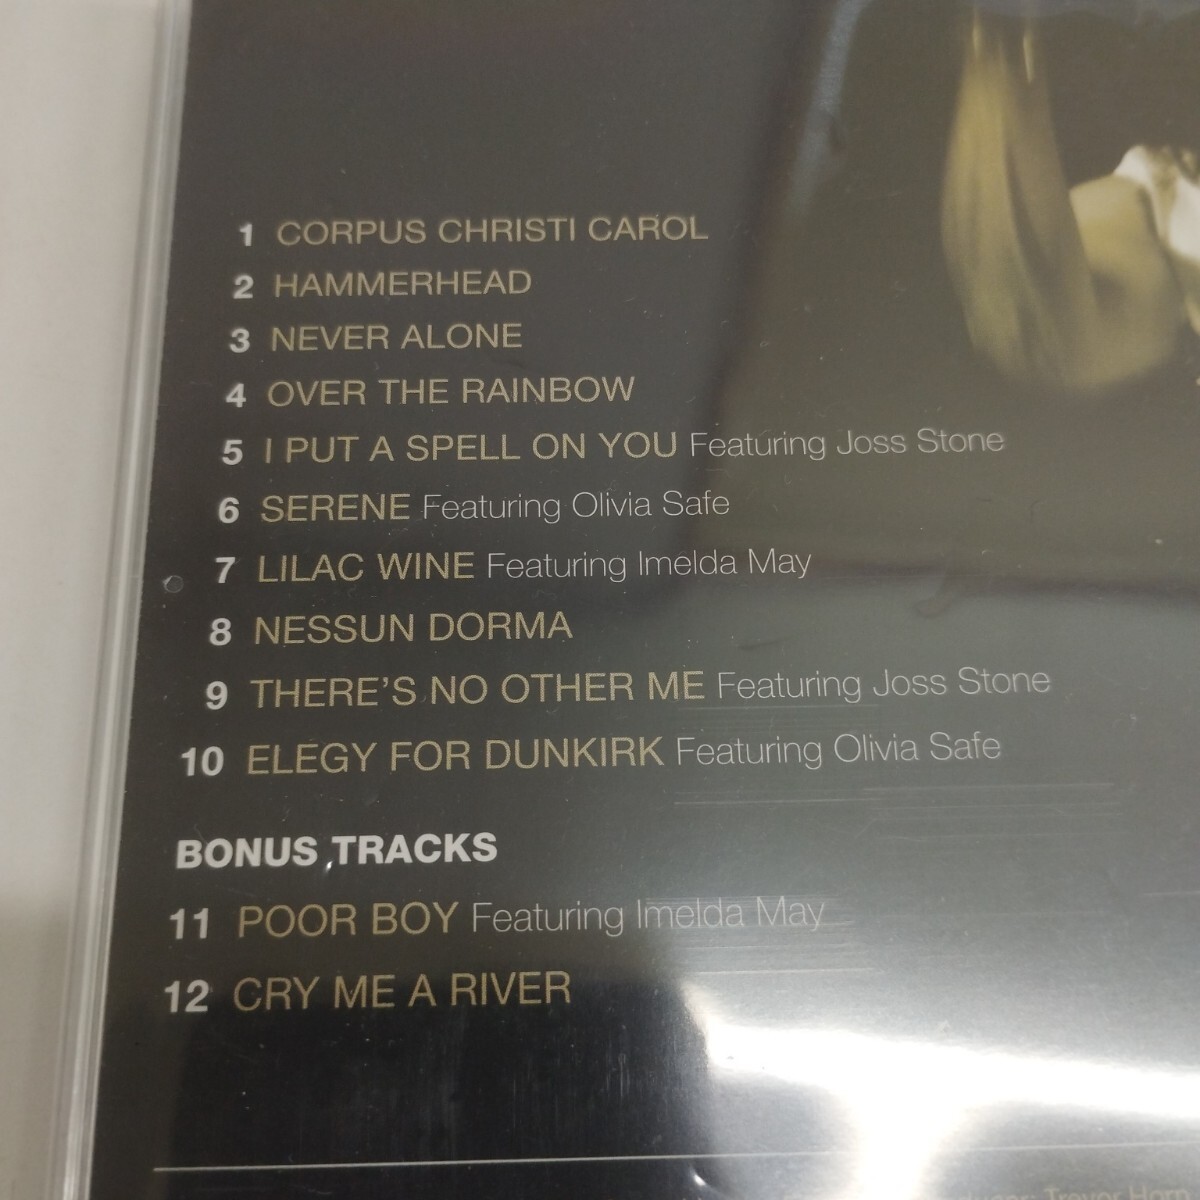 1 CORPUS CHRISTI CAROL
2 HAMMERHEAD
3 NEVER ALONE
4 OVER THE RAINBOW
5 I PUT A SPELL ON YOU Featuring Joss Stone
6 SERENE Featuring Olivia Safe
7 LILAC WINE Featuring Imelda May
8 NESSUN DORMA
9 THERE'S NO OTHER ME Featuring Joss Stone
10 ELEGY FOR DUNKIRK Featuring Olivia Safe
BONUS TRACKS
11 POOR BOY Featuring Imelda May
12 CRY ME A RIVER